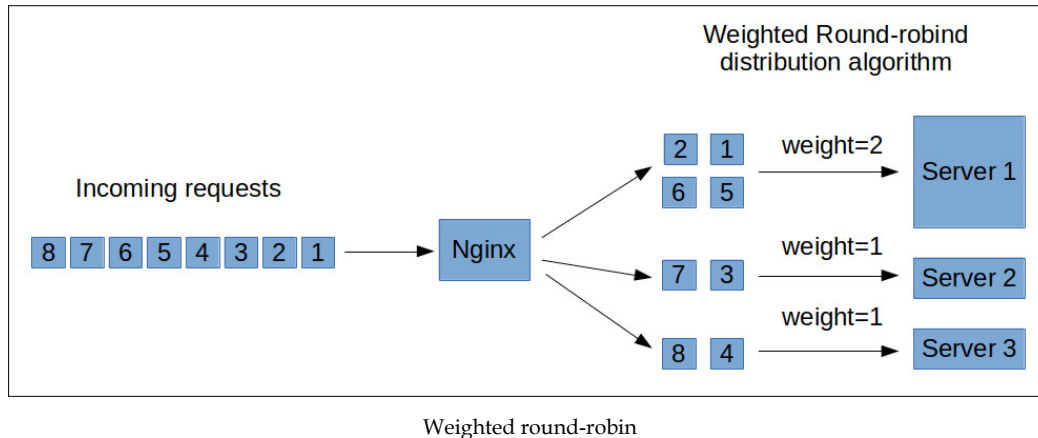 Weighted Round-robind
distribution algorithm
Incoming requests
8 7 6 5 4 3 2 1
Nginx
2 1
6 5
weight=2
Server 1
7 3
weight=1
Server 2
8 4
weight=1
Server 3
Weighted round-robin